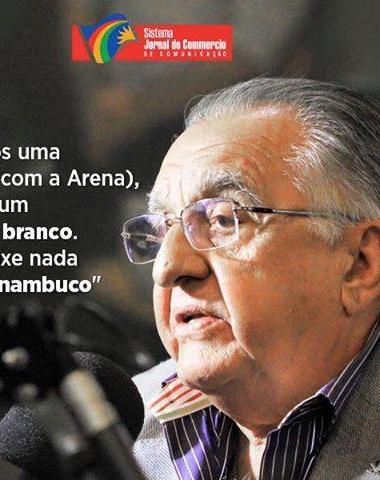 Sistema
Jornal do Commercio
DE COMUNICAÇÃO
os uma
com a Arena),
um
branco.
xe nada
nambuco"